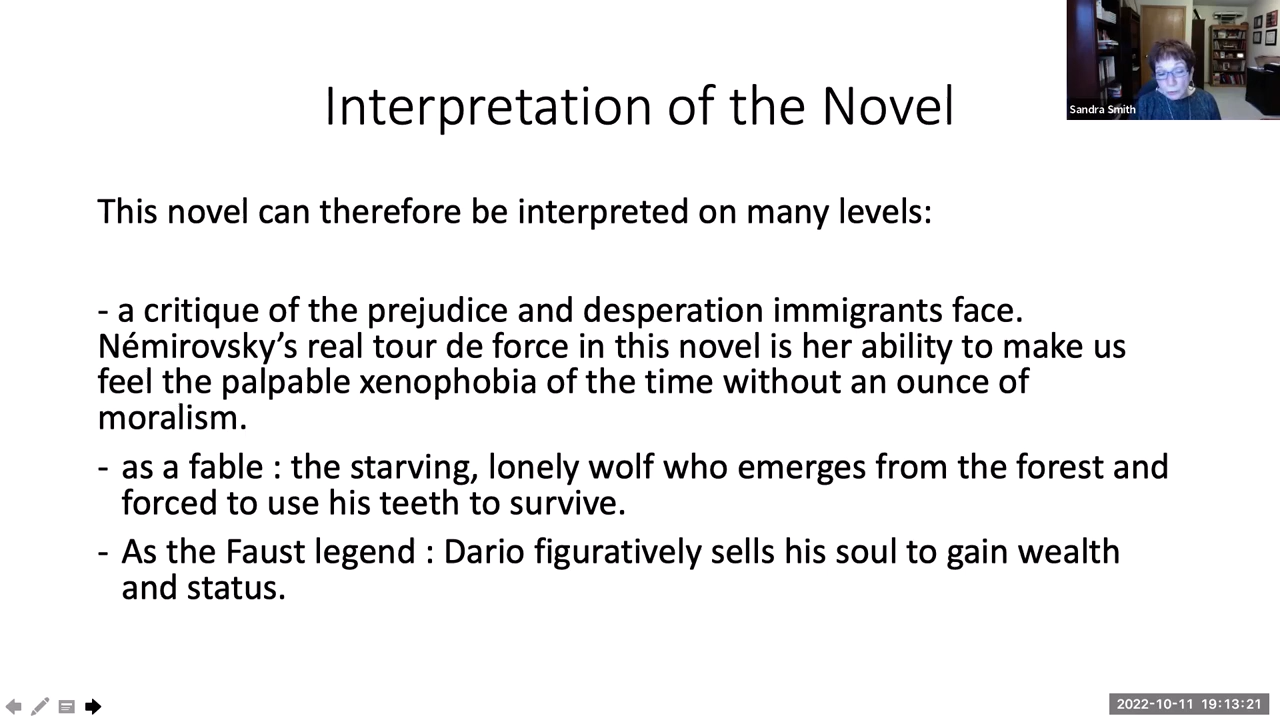 Sandra Smith
Interpretation of the Novel
This novel can therefore be interpreted on many levels:
- a critique of the prejudice and desperation immigrants face.
Némirovsky’s real tour de force in this novel is her ability to make us
feel the palpable xenophobia of the time without an ounce of
moralism.
- as a fable : the starving, lonely wolf who emerges from the forest and
forced to use his teeth to survive.
- As the Faust legend : Dario figuratively sells his soul to gain wealth
and status.
2022-10-11 19:13:21